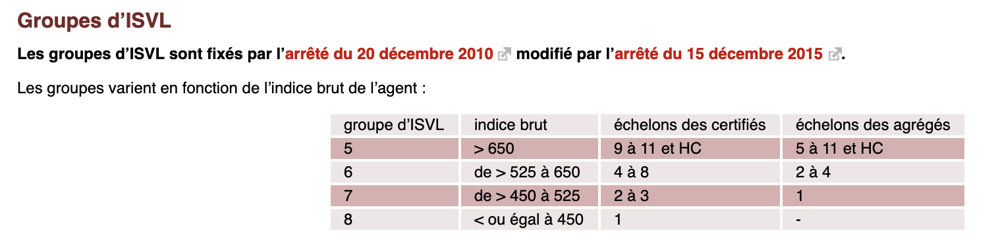 Groupes d’ISVL
Les groupes d’ISVL sont fixés par l’arrêté du 20 décembre 2010 modifié par l’arrêté du 15 décembre 2015 .
Les groupes varient en fonction de l’indice brut de l’agent :
groupe d’ISVL indice brut échelons des certifiés échelons des agrégés
5 > 650 9 à 11 et HC 5 à 11 et HC
6 de > 525 à 650 4 à 8 2 à 4
7 de > 450 à 525 2 à 3 1
8 < ou égal à 450 1 -